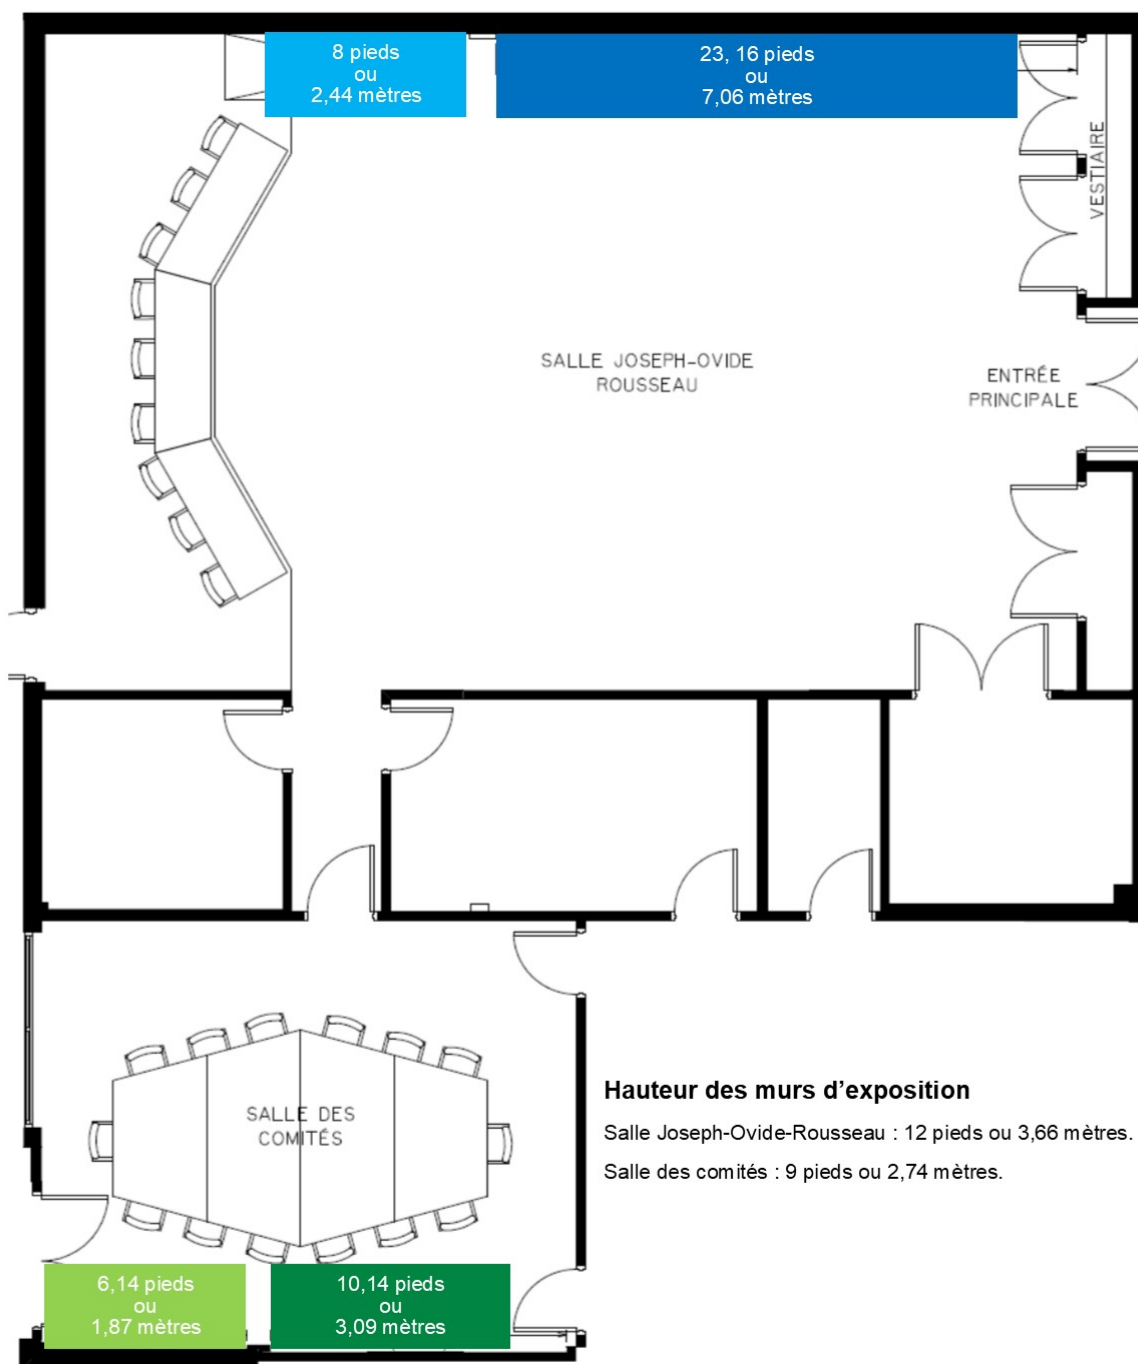 8 pieds
ou
2,44 mètres
23, 16 pieds
ou
7,06 mètres
VESTIAIRE
SALLE JOSEPH-OVIDE
ROUSSEAU
ENTRÉE
PRINCIPALE
SALLE DES
COMITÉS
Hauteur des murs d’exposition
Salle Joseph-Ovide-Rousseau : 12 pieds ou 3,66 mètres.
Salle des comités : 9 pieds ou 2,74 mètres.
6,14 pieds
ou
1,87 mètres
10,14 pieds
ou
3,09 mètres